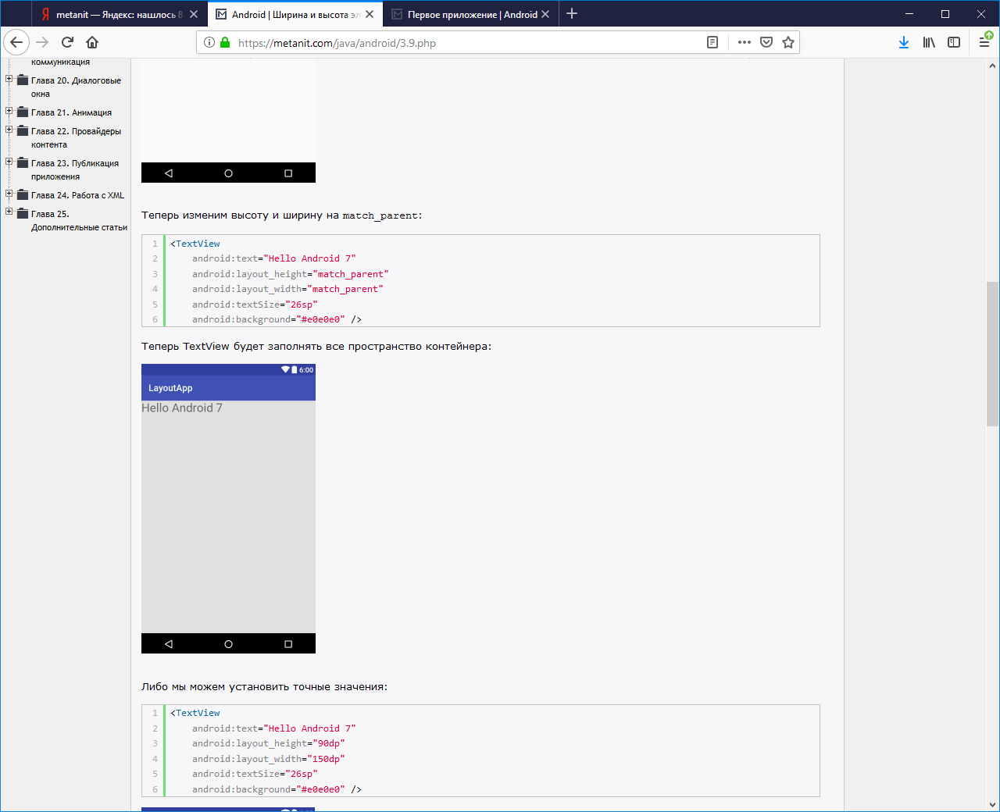 metanit — Яндекс: нашлось 8
Android | Ширина и высота эл
Первое приложение | Android
https://metanit.com/java/android/3.9.php
коммуникация
Глава 20. Диалоговые
окна
Глава 21. Анимация
Глава 22. Провайдеры
контента
Глава 23. Публикация
приложения
Глава 24. Работа с XML
Глава 25.
Дополнительные статьи
Теперь изменим высоту и ширину на match_parent:
1 <TextView
2 android:text="Hello Android 7"
3 android:layout_height="match_parent"
4 android:layout_width="match_parent"
5 android:textSize="26sp"
6 android:background="#e0e0e0" />
Теперь TextView будет заполнять все пространство контейнера:
6:00
LayoutApp
Hello Android 7
Либо мы можем установить точные значения:
1 <TextView
2 android:text="Hello Android 7"
3 android:layout_height="90dp"
4 android:layout_width="150dp"
5 android:textSize="26sp"
6 android:background="#e0e0e0" />